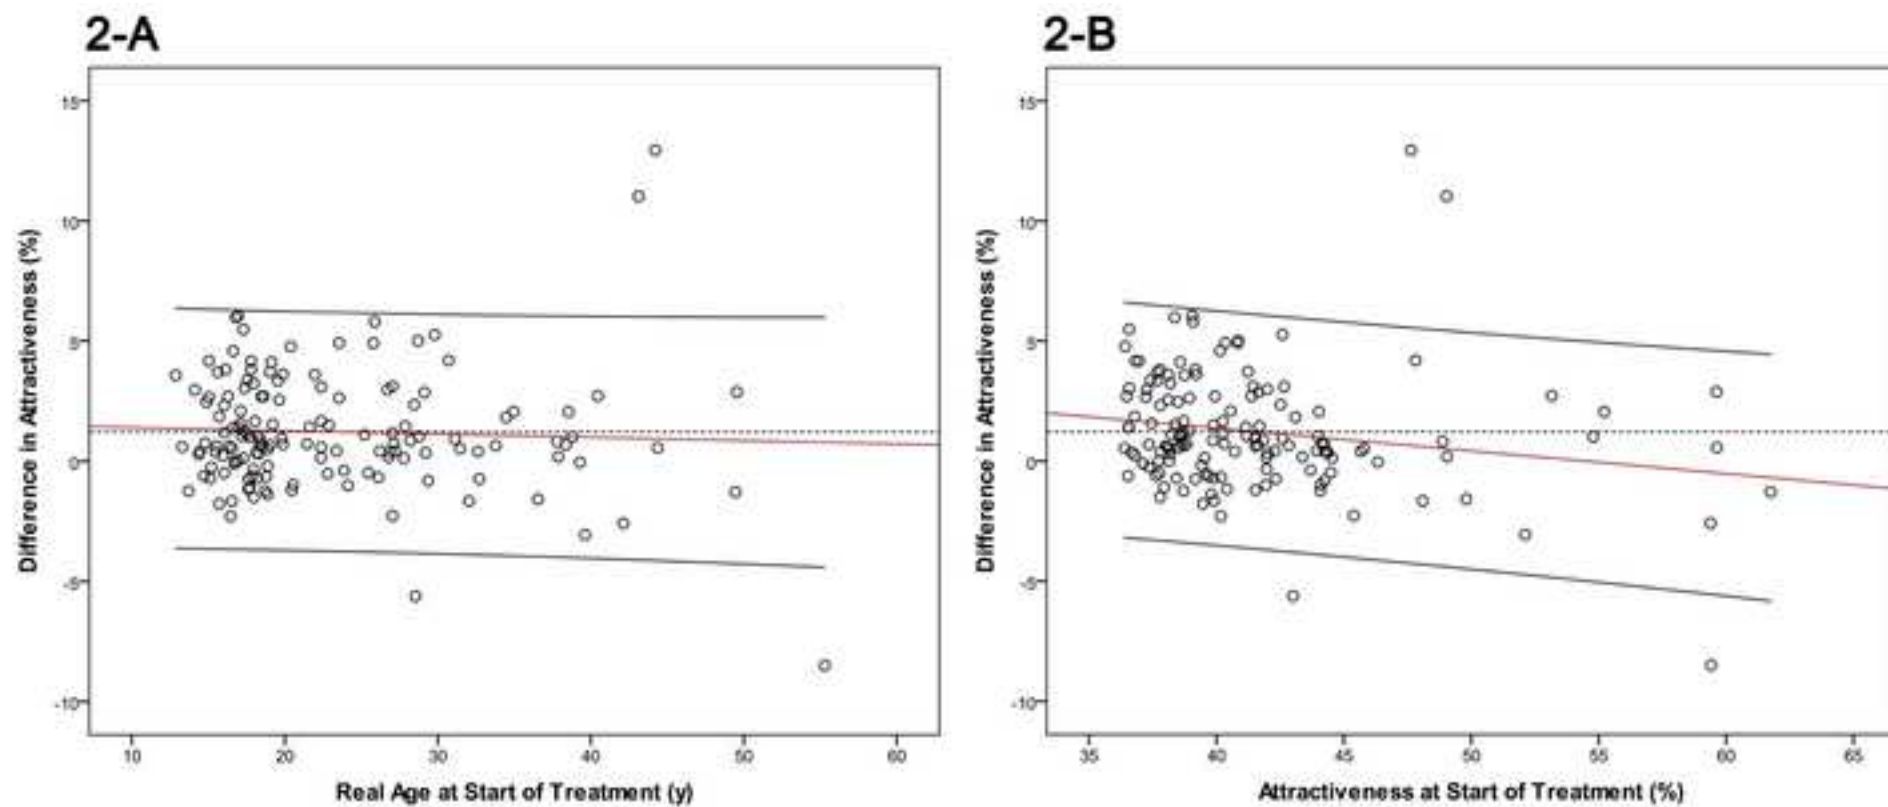 2-A
15
10
5
0
-5
-10
Difference in Attractiveness (%)
10 20 30 40 50 60
Real Age at Start of Treatment (y)
2-B
15
10
5
0
-5
-10
Difference in Attractiveness (%)
35 40 45 50 55 60 65
Attractiveness at Start of Treatment (%)